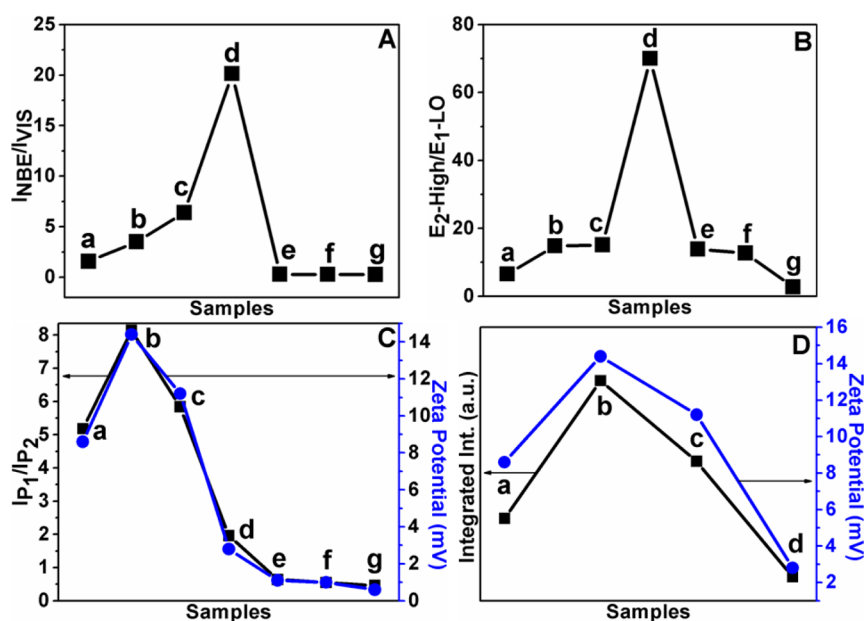 A
I_NBE/I_VIS
30
25
20
15
10
5
0
a
b
c
d
e
f
g
Samples
B
E_2-High/E_1-LO
80
60
40
20
0
a
b
c
d
e
f
g
Samples
C
I_P1/I_P2
8
7
6
5
4
3
2
1
0
a
b
c
d
e
f
g
14
12
10
8
6
4
2
0
Zeta Potential (mV)
Samples
D
Integrated Int. (a.u.)
a
b
c
d
16
14
12
10
8
6
4
2
Zeta Potential (mV)
Samples